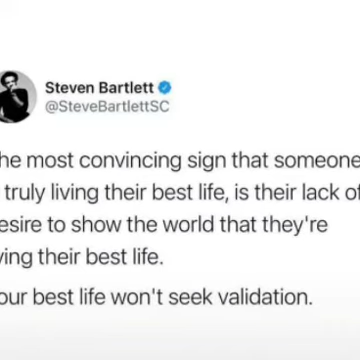 Steven Bartlett
@SteveBartlettSC
he most convincing sign that someone
truly living their best life, is their lack of
esire to show the world that they're
ving their best life.
our best life won't seek validation.